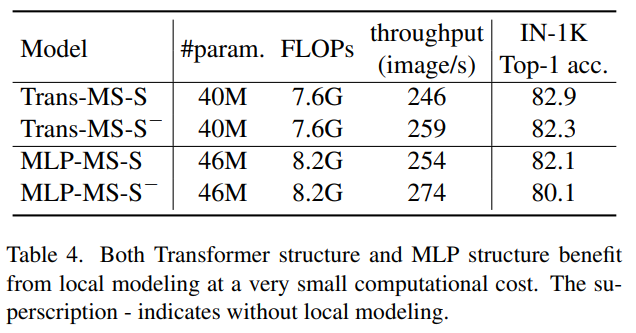 Model #param. FLOPs throughput (image/s) IN-1K Top-1 acc.
Trans-MS-S 40M 7.6G 246 82.9
Trans-MS-S⁻ 40M 7.6G 259 82.3
MLP-MS-S 46M 8.2G 254 82.1
MLP-MS-S⁻ 46M 8.2G 274 80.1
Table 4. Both Transformer structure and MLP structure benefit
from local modeling at a very small computational cost. The su-
perscription - indicates without local modeling.